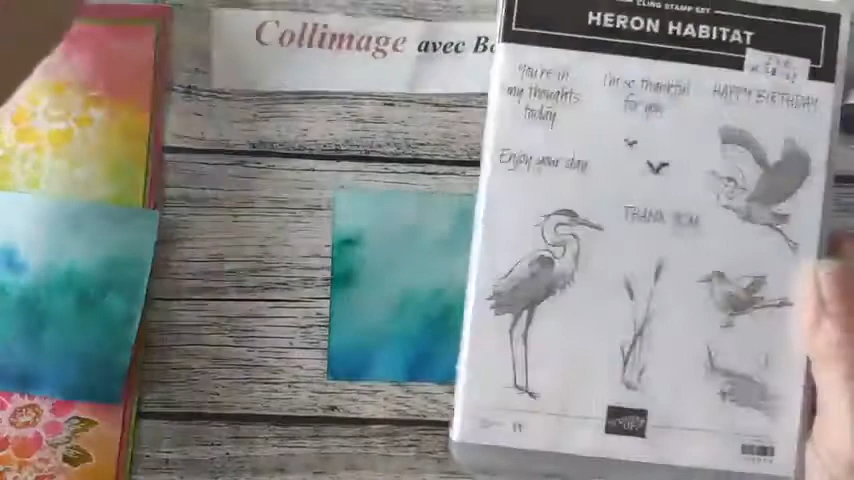 Collimage avec
CLING STAMP SET
HERON HABITAT
You're in
my thoughts
today
I'm so thankful
for you
HAPPY BIRTHDAY
Enjoy your day
THANK YOU